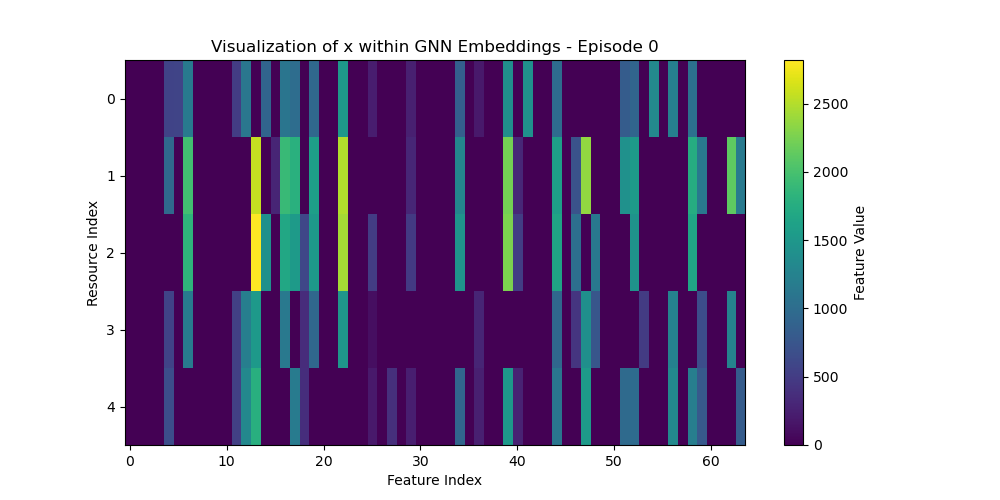 Visualization of x within GNN Embeddings - Episode 0
Resource Index
0
1
2
3
4
0 10 20 30 40 50 60
Feature Index
2500
2000
1500
1000
500
0
Feature Value